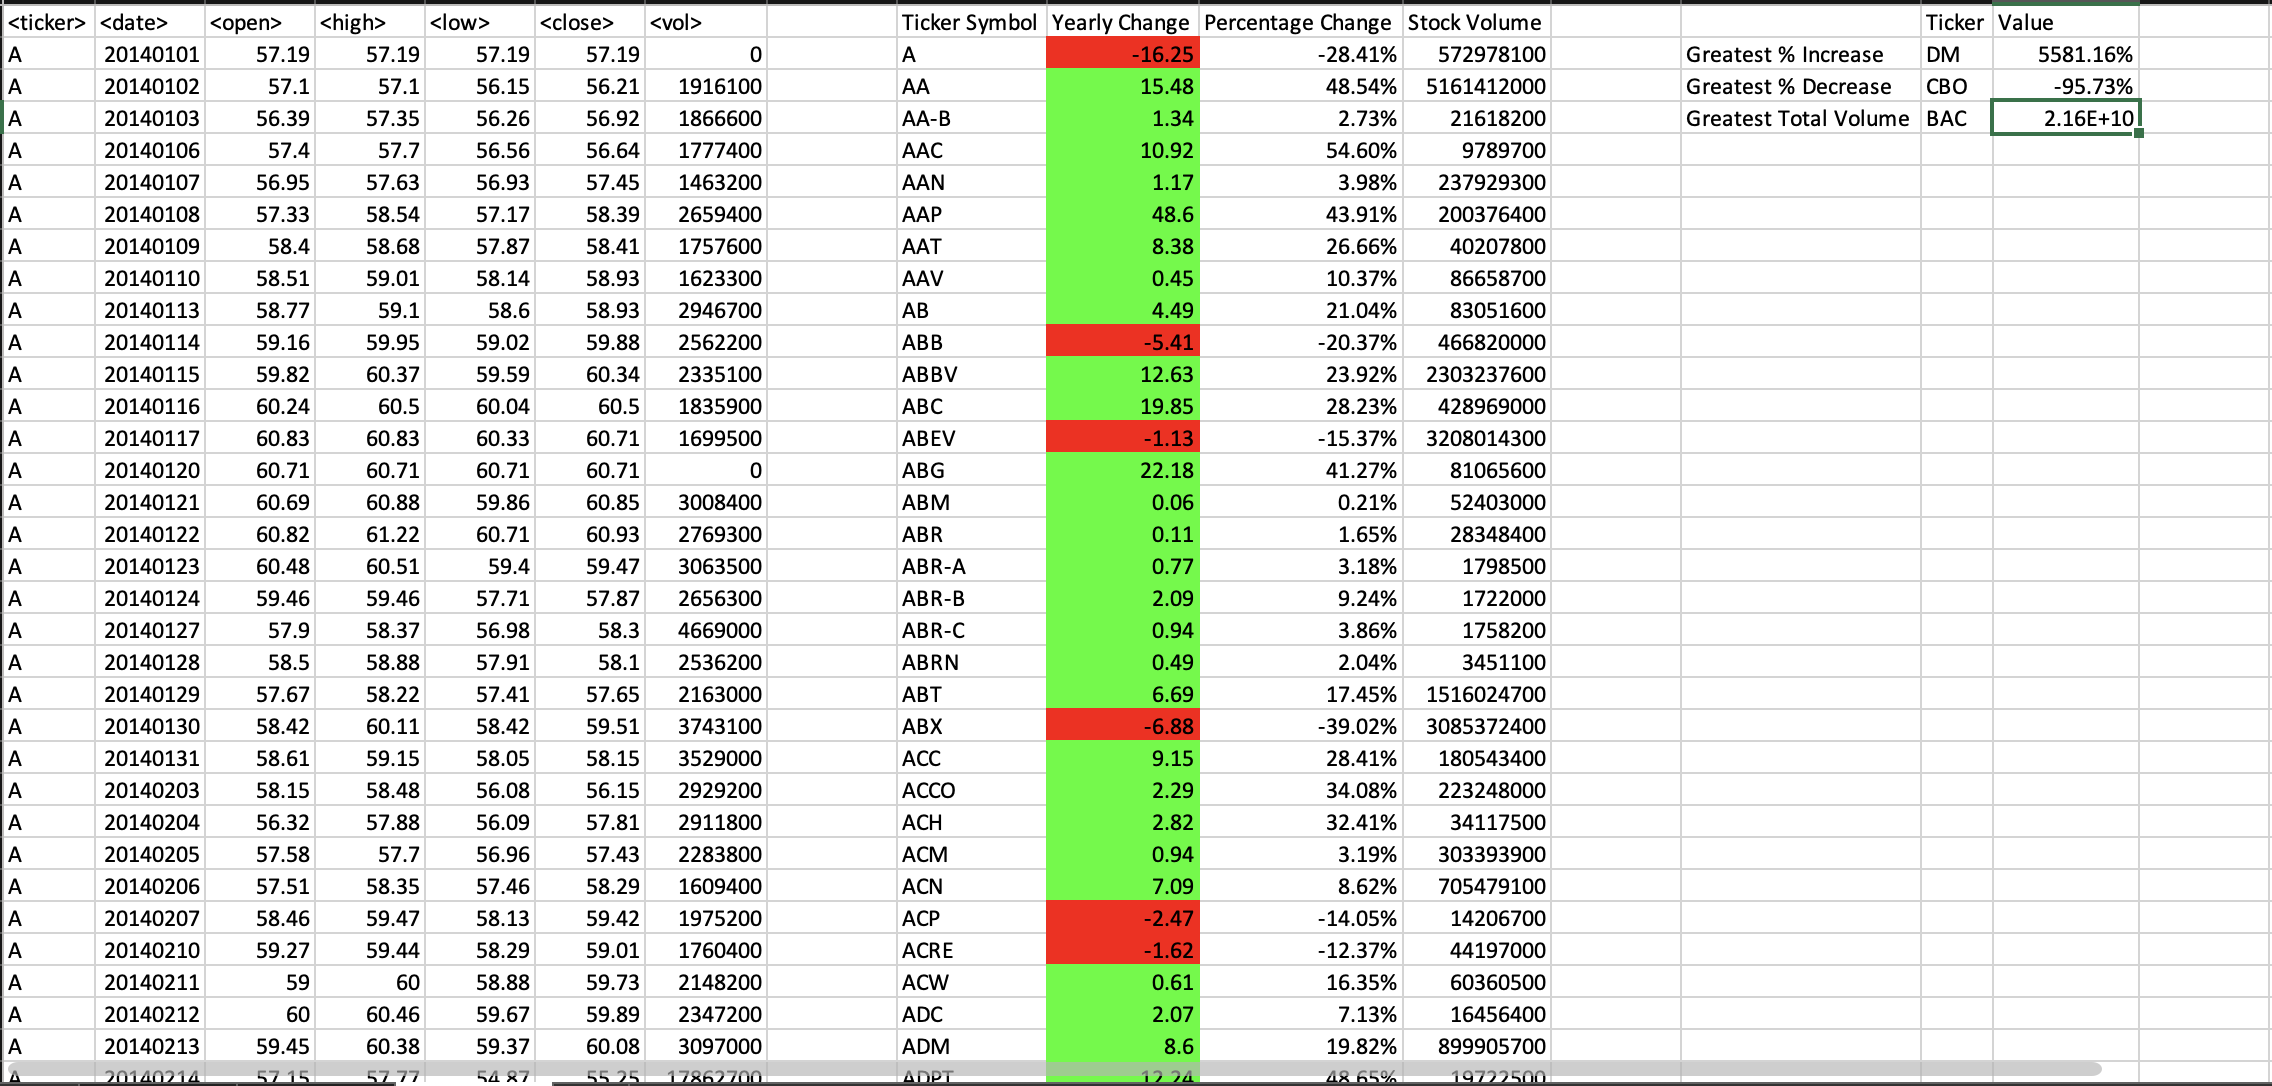 <ticker> <date> <open> <high> <low> <close> <vol> Ticker Symbol Yearly Change Percentage Change Stock Volume Ticker Value
A 20140101 57.19 57.19 57.19 57.19 0 A -16.25 -28.41% 572978100 Greatest % Increase DM 5581.16%
A 20140102 57.1 57.1 56.15 56.21 1916100 AA 15.48 48.54% 5161412000 Greatest % Decrease CBO -95.73%
A 20140103 56.39 57.35 56.26 56.92 1866600 AA-B 1.34 2.73% 21618200 Greatest Total Volume BAC 2.16E+10
A 20140106 57.4 57.7 56.56 56.64 1777400 AAC 10.92 54.60% 9789700
A 20140107 56.95 57.63 56.93 57.45 1463200 AAN 1.17 3.98% 237929300
A 20140108 57.33 58.54 57.17 58.39 2659400 AAP 48.6 43.91% 200376400
A 20140109 58.4 58.68 57.87 58.41 1757600 AAT 8.38 26.66% 40207800
A 20140110 58.51 59.01 58.14 58.93 1623300 AAV 0.45 10.37% 86658700
A 20140113 58.77 59.1 58.6 58.93 2946700 AB 4.49 21.04% 83051600
A 20140114 59.16 59.95 59.02 59.88 2562200 ABB -5.41 -20.37% 466820000
A 20140115 59.82 60.37 59.59 60.34 2335100 ABBV 12.63 23.92% 2303237600
A 20140116 60.24 60.5 60.04 60.5 1835900 ABC 19.85 28.23% 428969000
A 20140117 60.83 60.83 60.33 60.71 1699500 ABEV -1.13 -15.37% 3208014300
A 20140120 60.71 60.71 60.71 60.71 0 ABG 22.18 41.27% 81065600
A 20140121 60.69 60.88 59.86 60.85 3008400 ABM 0.06 0.21% 52403000
A 20140122 60.82 61.22 60.71 60.93 2769300 ABR 0.11 1.65% 28348400
A 20140123 60.48 60.51 59.4 59.47 3063500 ABR-A 0.77 3.18% 1798500
A 20140124 59.46 59.46 57.71 57.87 2656300 ABR-B 2.09 9.24% 1722000
A 20140127 57.9 58.37 56.98 58.3 4669000 ABR-C 0.94 3.86% 1758200
A 20140128 58.5 58.88 57.91 58.1 2536200 ABRN 0.49 2.04% 3451100
A 20140129 57.67 58.22 57.41 57.65 2163000 ABT 6.69 17.45% 1516024700
A 20140130 58.42 60.11 58.42 59.51 3743100 ABX -6.88 -39.02% 3085372400
A 20140131 58.61 59.15 58.05 58.15 3529000 ACC 9.15 28.41% 180543400
A 20140203 58.15 58.48 56.08 56.15 2929200 ACCO 2.29 34.08% 223248000
A 20140204 56.32 57.88 56.09 57.81 2911800 ACH 2.82 32.41% 34117500
A 20140205 57.58 57.7 56.96 57.43 2283800 ACM 0.94 3.19% 303393900
A 20140206 57.51 58.35 57.46 58.29 1609400 ACN 7.09 8.62% 705479100
A 20140207 58.46 59.47 58.13 59.42 1975200 ACP -2.47 -14.05% 14206700
A 20140210 59.27 59.44 58.29 59.01 1760400 ACRE -1.62 -12.37% 44197000
A 20140211 59 60 58.88 59.73 2148200 ACW 0.61 16.35% 60360500
A 20140212 60 60.46 59.67 59.89 2347200 ADC 2.07 7.13% 16456400
A 20140213 59.45 60.38 59.37 60.08 3097000 ADM 8.6 19.82% 899905700
A 20140214 57.15 57.77 54.87 55.25 17862700 ADPT 12.24 48.65% 19722500